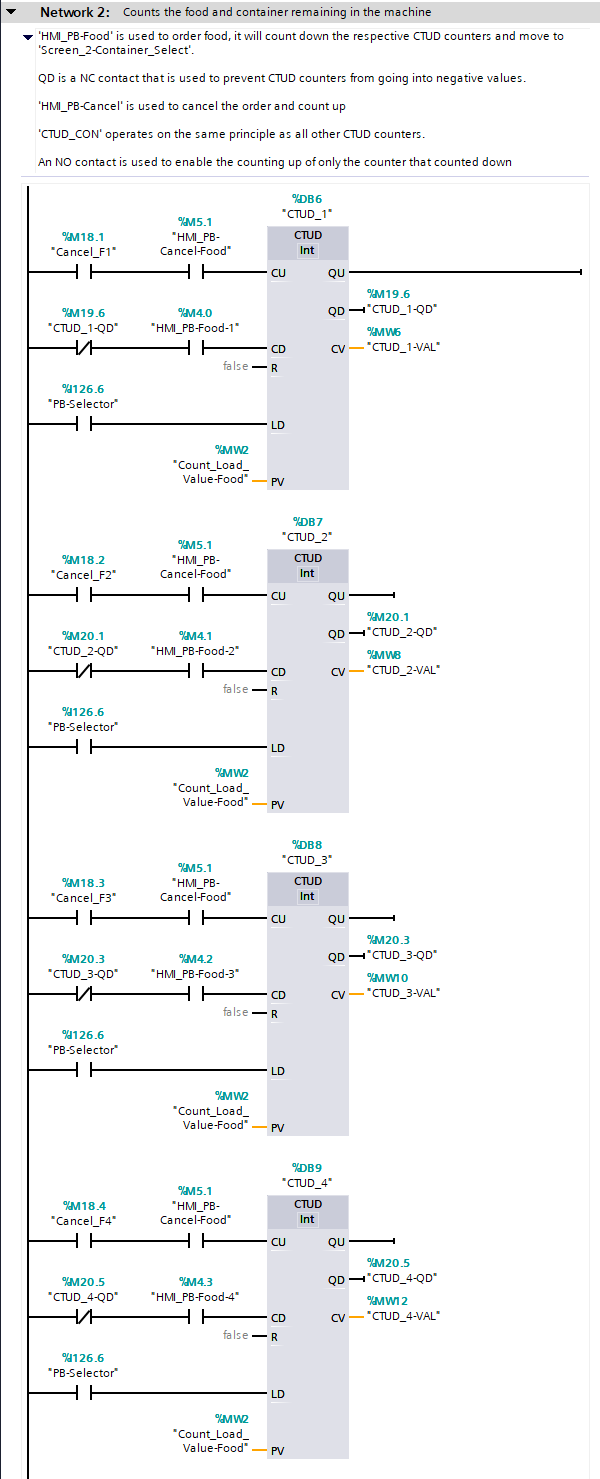 Network 2: Counts the food and container remaining in the machine
'HMI_PB-Food' is used to order food, it will count down the respective CTUD counters and move to
'Screen_2-Container_Select'.
QD is a NC contact that is used to prevent CTUD counters from going into negative values.
'HMI_PB-Cancel' is used to cancel the order and count up
'CTUD_CON' operates on the same principle as all other CTUD counters.
An NO contact is used to enable the counting up of only the counter that counted down
%DB6
"CTUD_1"
%M5.1
%M18.1 "HMI_PB- CTUD
"Cancel_F1" Cancel-Food" Int
CU QU
%M19.6 %M4.0 %M19.6
"CTUD_1-QD" "HMI_PB-Food-1" QD "CTUD_1-QD"
%MW6
CD CV "CTUD_1-VAL"
false R
%I126.6
"PB-Selector"
LD
%MW2
"Count_Load_
Value-Food" PV
%DB7
"CTUD_2"
%M5.1
%M18.2 "HMI_PB- CTUD
"Cancel_F2" Cancel-Food" Int
CU QU
%M20.1 %M4.1 %M20.1
"CTUD_2-QD" "HMI_PB-Food-2" QD "CTUD_2-QD"
%MW8
CD CV "CTUD_2-VAL"
false R
%I126.6
"PB-Selector"
LD
%MW2
"Count_Load_
Value-Food" PV
%DB8
"CTUD_3"
%M5.1
%M18.3 "HMI_PB- CTUD
"Cancel_F3" Cancel-Food" Int
CU QU
%M20.3 %M4.2 %M20.3
"CTUD_3-QD" "HMI_PB-Food-3" QD "CTUD_3-QD"
%MW10
CD CV "CTUD_3-VAL"
false R
%I126.6
"PB-Selector"
LD
%MW2
"Count_Load_
Value-Food" PV
%DB9
"CTUD_4"
%M5.1
%M18.4 "HMI_PB- CTUD
"Cancel_F4" Cancel-Food" Int
CU QU
%M20.5 %M4.3 %M20.5
"CTUD_4-QD" "HMI_PB-Food-4" QD "CTUD_4-QD"
%MW12
CD CV "CTUD_4-VAL"
false R
%I126.6
"PB-Selector"
LD
%MW2
"Count_Load_
Value-Food" PV